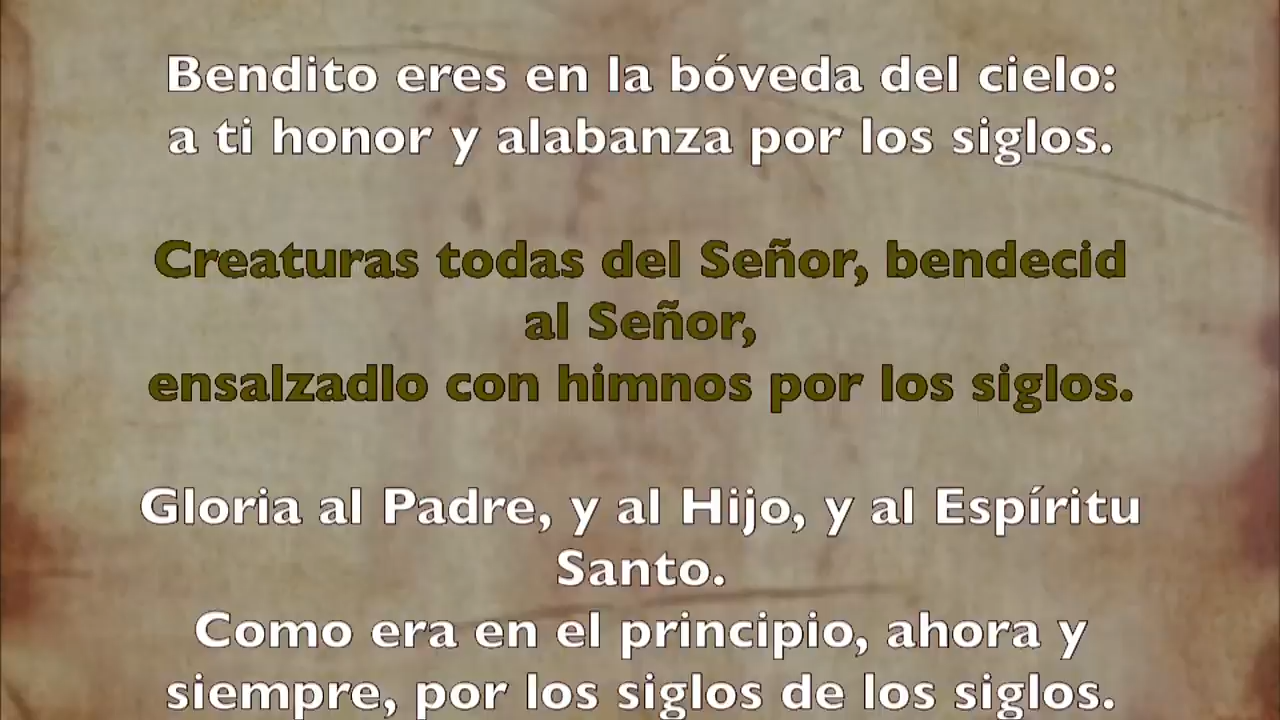 Bendito eres en la bóveda del cielo:
a ti honor y alabanza por los siglos.
Creaturas todas del Señor, bendecid
al Señor,
ensalzadlo con himnos por los siglos.
Gloria al Padre, y al Hijo, y al Espíritu
Santo.
Como era en el principio, ahora y
siempre, por los siglos de los siglos.